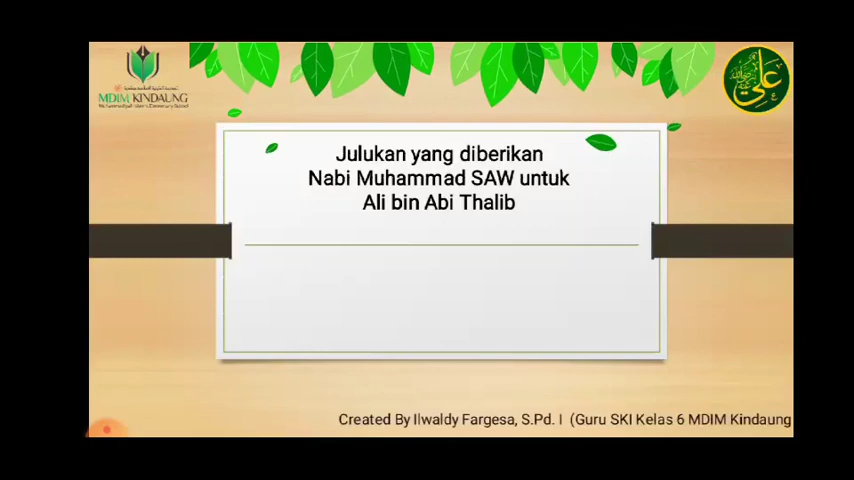 MDIM KINDAUNG
علي
Julukan yang diberikan
Nabi Muhammad SAW untuk
Ali bin Abi Thalib
Created By Ilwaldy Fargesa, S.Pd. I (Guru SKI Kelas 6 MDIM Kindaung